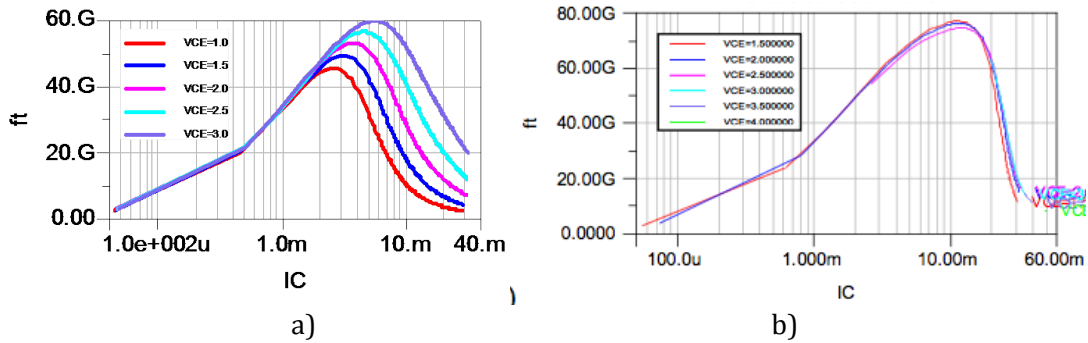 60.G
40.G
20.G
0.00
ft
VCE=1.0
VCE=1.5
VCE=2.0
VCE=2.5
VCE=3.0
1.0e+002u
1.0m
10.m
40.m
IC
)
a)
80.00G
60.00G
40.00G
20.00G
0.0000
ft
VCE=1.500000
VCE=2.000000
VCE=2.500000
VCE=3.000000
VCE=3.500000
VCE=4.000000
100.0u
1.000m
10.00m
60.00m
IC
b)